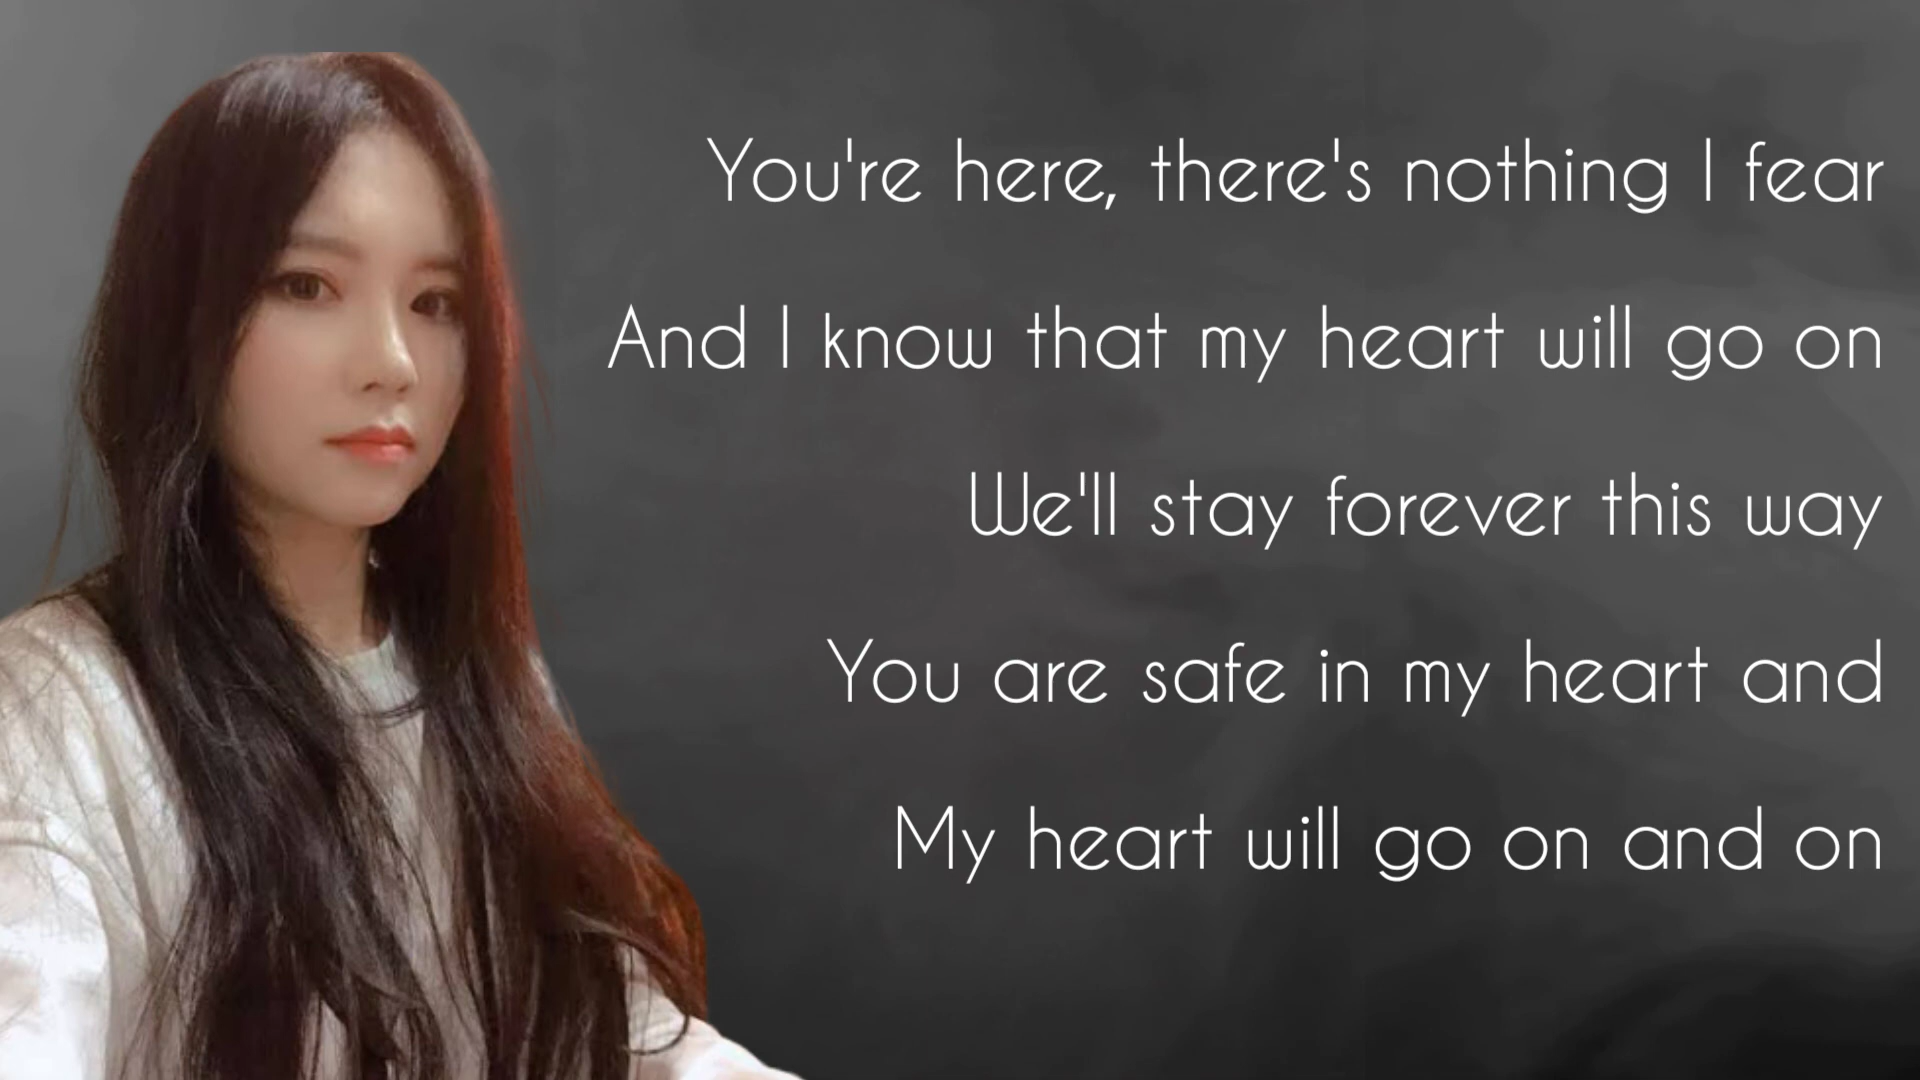 You're here, there's nothing I fear
And I know that my heart will go on
We'll stay forever this way
You are safe in my heart and
My heart will go on and on